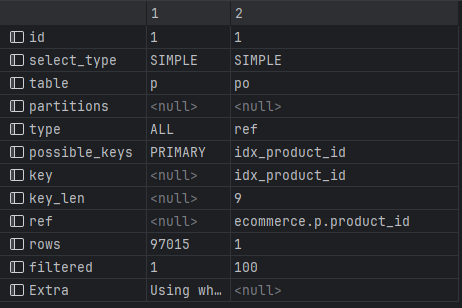 1 2
id 1 1
select_type SIMPLE SIMPLE
table p po
partitions <null> <null>
type ALL ref
possible_keys PRIMARY idx_product_id
key <null> idx_product_id
key_len <null> 9
ref <null> ecommerce.p.product_id
rows 97015 1
filtered 1 100
Extra Using wh… <null>